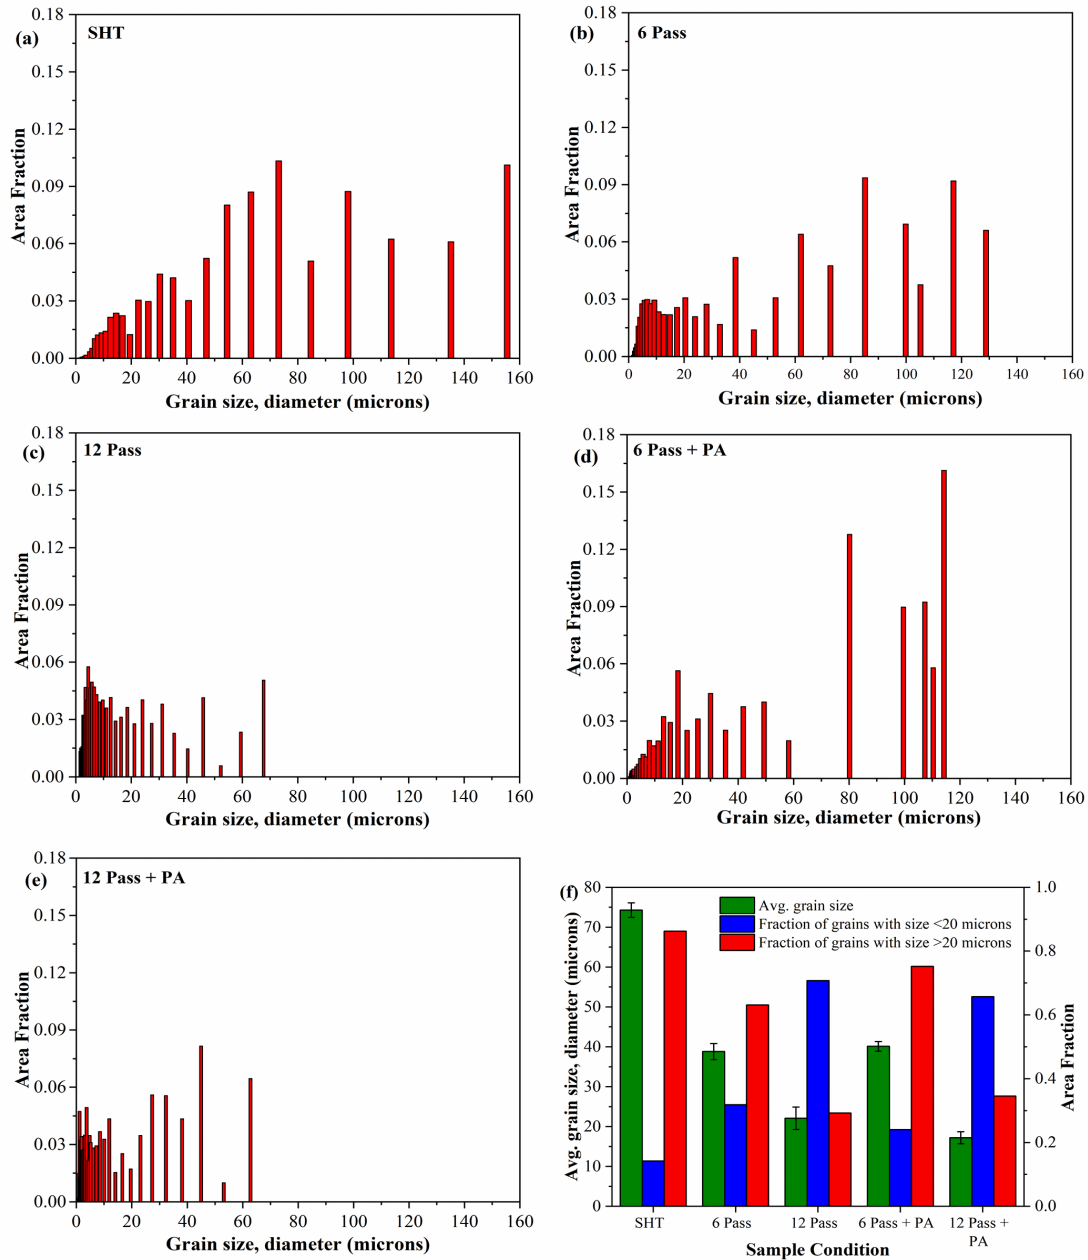 (a)
SHT
0.18
0.15
0.12
0.09
0.06
0.03
0.00
Area Fraction
0 20 40 60 80 100 120 140 160
Grain size, diameter (microns)
(b)
6 Pass
0.18
0.15
0.12
0.09
0.06
0.03
0.00
Area Fraction
0 20 40 60 80 100 120 140 160
Grain size, diameter (microns)
(c)
12 Pass
0.18
0.15
0.12
0.09
0.06
0.03
0.00
Area Fraction
0 20 40 60 80 100 120 140 160
Grain size, diameter (microns)
(d)
6 Pass + PA
0.18
0.15
0.12
0.09
0.06
0.03
0.00
Area Fraction
0 20 40 60 80 100 120 140 160
Grain size, diameter (microns)
(e)
12 Pass + PA
0.18
0.15
0.12
0.09
0.06
0.03
0.00
Area Fraction
0 20 40 60 80 100 120 140 160
Grain size, diameter (microns)
(f)
80
70
60
50
40
30
20
10
0
Avg. grain size, diameter (microns)
Avg. grain size
Fraction of grains with size <20 microns
Fraction of grains with size >20 microns
1.0
0.8
0.6
0.4
0.2
0.0
Area Fraction
SHT 6 Pass 12 Pass 6 Pass + PA 12 Pass +
PA
Sample Condition